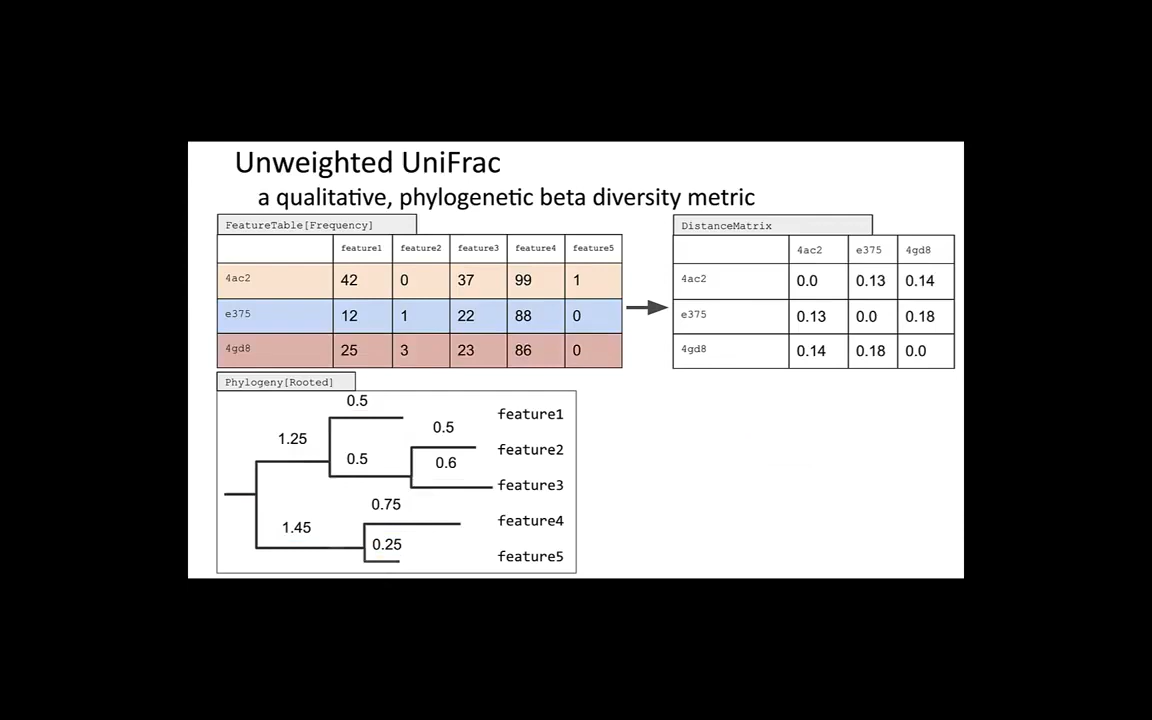 Unweighted UniFrac
a qualitative, phylogenetic beta diversity metric
FeatureTable[Frequency]
feature1 feature2 feature3 feature4 feature5
4ac2 42 0 37 99 1
e375 12 1 22 88 0
4gd8 25 3 23 86 0
DistanceMatrix
4ac2 e375 4gd8
4ac2 0.0 0.13 0.14
e375 0.13 0.0 0.18
4gd8 0.14 0.18 0.0
Phylogeny[Rooted]
0.5
feature1
1.25
0.5
feature2
0.5
0.6
feature3
0.75
feature4
1.45
0.25
feature5